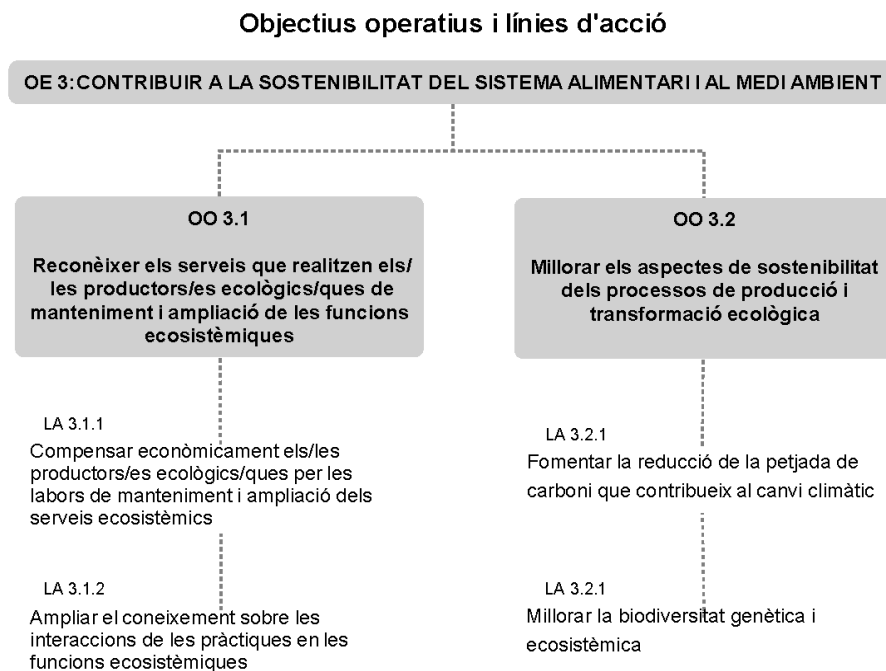 Objectius operatius i línies d'acció
OE 3:CONTRIBUIR A LA SOSTENIBILITAT DEL SISTEMA ALIMENTARI I AL MEDI AMBIENT
OO 3.1
Reconèixer els serveis que realitzen els/
les productors/es ecològics/ques de
manteniment i ampliació de les funcions
ecosistèmiques
LA 3.1.1
Compensar econòmicament els/les
productors/es ecològics/ques per les
labors de manteniment i ampliació dels
serveis ecosistèmics
LA 3.1.2
Ampliar el coneixement sobre les
interaccions de les pràctiques en les
funcions ecosistèmiques
OO 3.2
Millorar els aspectes de sostenibilitat
dels processos de producció i
transformació ecològica
LA 3.2.1
Fomentar la reducció de la petjada de
carboni que contribueix al canvi climàtic
LA 3.2.1
Millorar la biodiversitat genètica i
ecosistèmica